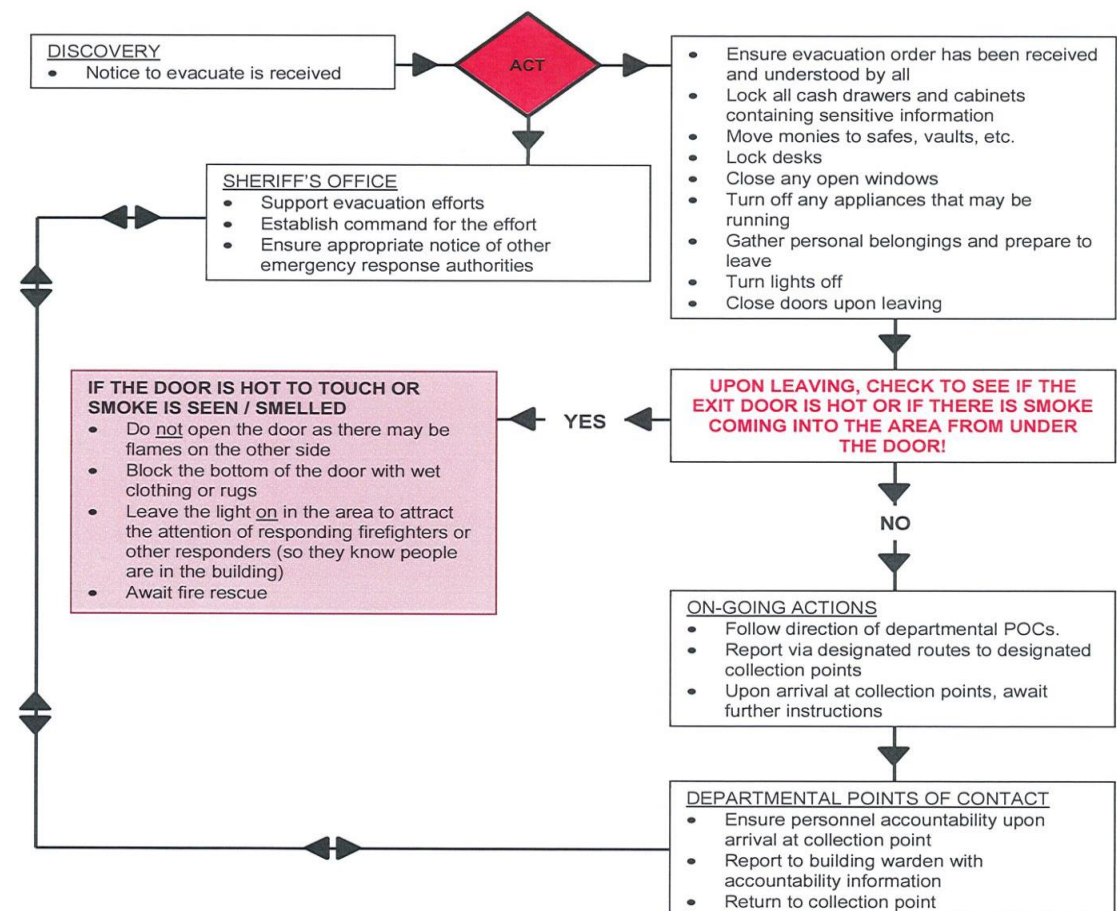 DISCOVERY
• Notice to evacuate is received
ACT
• Ensure evacuation order has been received
and understood by all
• Lock all cash drawers and cabinets
containing sensitive information
• Move monies to safes, vaults, etc.
• Lock desks
• Close any open windows
• Turn off any appliances that may be
running
• Gather personal belongings and prepare to
leave
• Turn lights off
• Close doors upon leaving
SHERIFF'S OFFICE
• Support evacuation efforts
• Establish command for the effort
• Ensure appropriate notice of other
emergency response authorities
UPON LEAVING, CHECK TO SEE IF THE
EXIT DOOR IS HOT OR IF THERE IS SMOKE
COMING INTO THE AREA FROM UNDER
THE DOOR!
YES
IF THE DOOR IS HOT TO TOUCH OR
SMOKE IS SEEN / SMELLED
• Do not open the door as there may be
flames on the other side
• Block the bottom of the door with wet
clothing or rugs
• Leave the light on in the area to attract
the attention of responding firefighters or
other responders (so they know people
are in the building)
• Await fire rescue
NO
ON-GOING ACTIONS
• Follow direction of departmental POCs.
• Report via designated routes to designated
collection points
• Upon arrival at collection points, await
further instructions
DEPARTMENTAL POINTS OF CONTACT
• Ensure personnel accountability upon
arrival at collection point
• Report to building warden with
accountability information
• Return to collection point